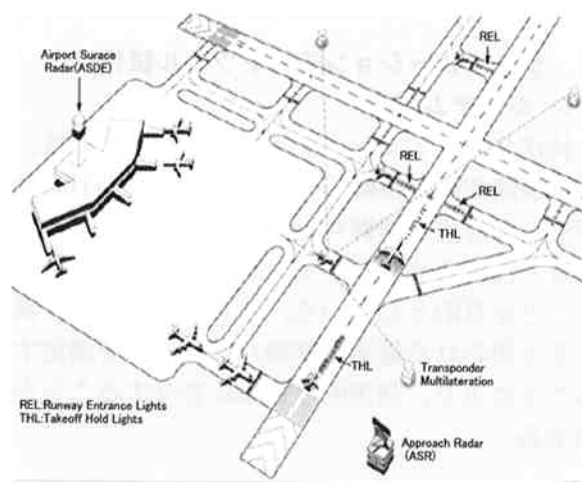 Airport Surace
Radar(ASDE)
REL
REL
REL
THL
THL
Transpondar
Multilateration
REL:Runway Entrance Lights
THL:Takeoff Hold Lights
Approach Radar
(ASR)